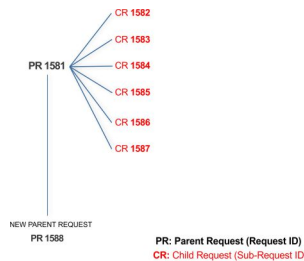 CR 1582
CR 1583
PR 1581
CR 1584
CR 1585
CR 1586
CR 1587
NEW PARENT REQUEST
PR 1588
PR: Parent Request (Request ID)
CR: Child Request (Sub-Request ID